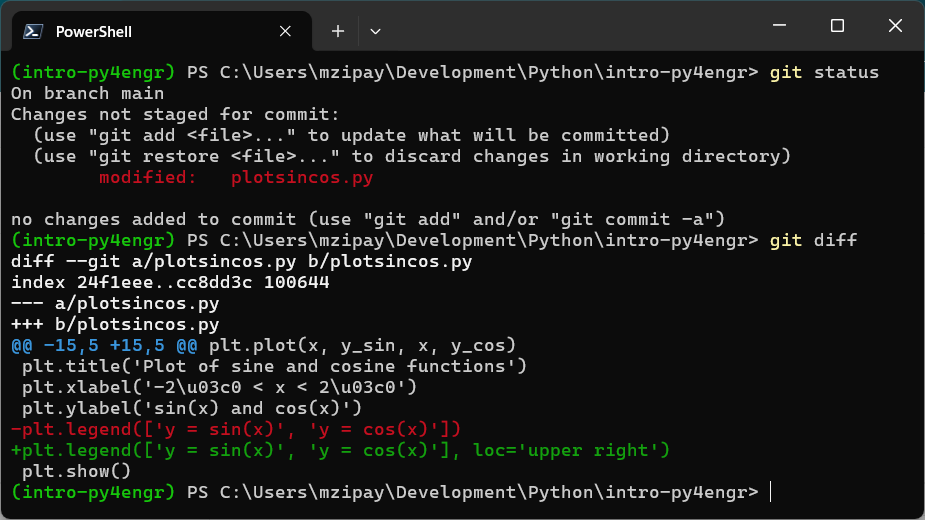 PowerShell
(intro-py4engr) PS C:\Users\mzipay\Development\Python\intro-py4engr> git status
On branch main
Changes not staged for commit:
  (use "git add <file>..." to update what will be committed)
  (use "git restore <file>..." to discard changes in working directory)
        modified:   plotsincos.py

no changes added to commit (use "git add" and/or "git commit -a")
(intro-py4engr) PS C:\Users\mzipay\Development\Python\intro-py4engr> git diff
diff --git a/plotsincos.py b/plotsincos.py
index 24f1eee..cc8dd3c 100644
--- a/plotsincos.py
+++ b/plotsincos.py
@@ -15,5 +15,5 @@ plt.plot(x, y_sin, x, y_cos)
 plt.title('Plot of sine and cosine functions')
 plt.xlabel('-2\u03c0 < x < 2\u03c0')
 plt.ylabel('sin(x) and cos(x)')
-plt.legend(['y = sin(x)', 'y = cos(x)'])
+plt.legend(['y = sin(x)', 'y = cos(x)'], loc='upper right')
 plt.show()
(intro-py4engr) PS C:\Users\mzipay\Development\Python\intro-py4engr>